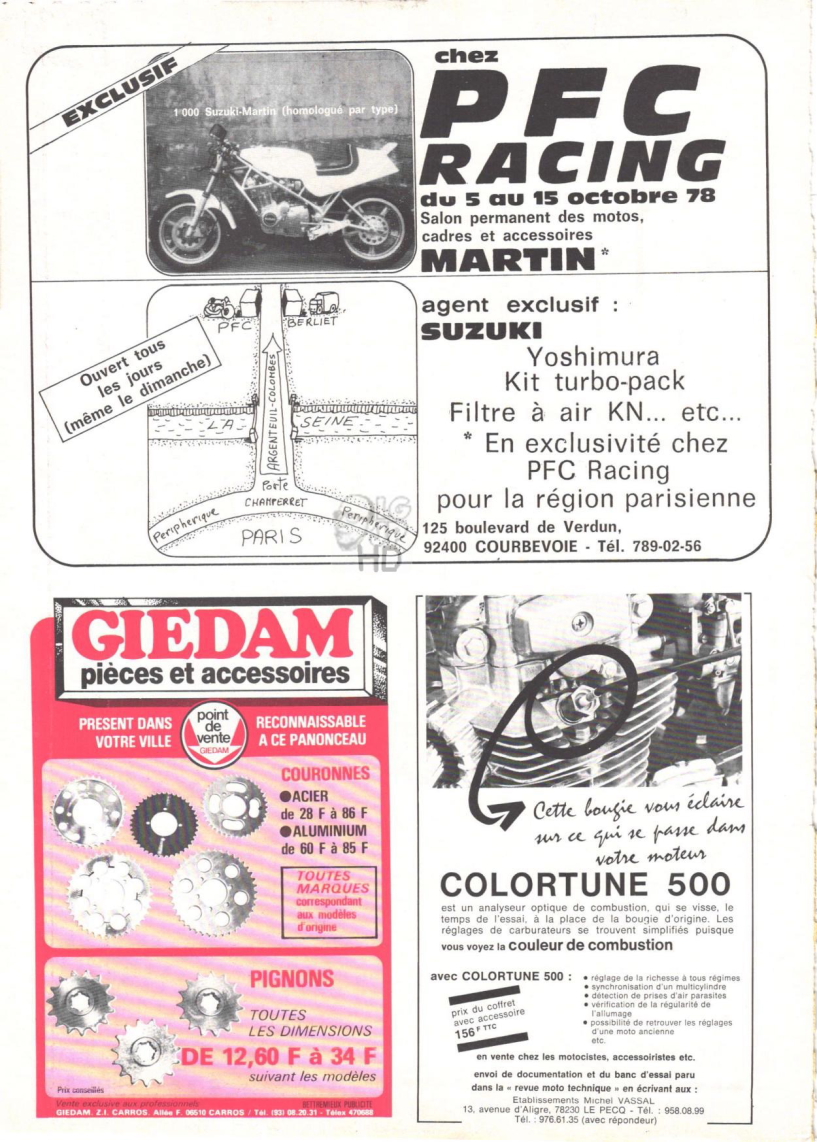 EXCLUSIF
1 000 Suzuki-Martin (homologué par type)
chez
PFC
RACING
du 5 au 15 octobre 78
Salon permanent des motos,
cadres et accessoires
MARTIN*
Ouvert tous
les jours
(même le dimanche)
PFC
BERLIET
ARGENTEUIL-COLOMBES
LA SEINE
Porte
CHAMPERRET
Peripherique
Peripherique
PARIS
agent exclusif :
SUZUKI
Yoshimura
Kit turbo-pack
Filtre à air KN... etc...
* En exclusivité chez
PFC Racing
pour la région parisienne
125 boulevard de Verdun,
92400 COURBEVOIE - Tél. 789-02-56
BIG
HD
GIEDAM
pièces et accessoires
PRESENT DANS
VOTRE VILLE
point
de
vente
GIEDAM
RECONNAISSABLE
A CE PANONCEAU
COURONNES
●ACIER
de 28 F à 86 F
●ALUMINIUM
de 60 F à 85 F
TOUTES
MARQUES
correspondant
aux modèles
d'origine
PIGNONS
TOUTES
LES DIMENSIONS
DE 12,60 F à 34 F
suivant les modèles
Prix conseillés
Vente exclusive aux professionnels
BETTREMIEUX PUBLICITE
GIEDAM. Z.I. CARROS. Allée F. 06510 CARROS / Tél. (93) 08.20.31 - Télex 470688
Cette bougie vous éclaire
sur ce qui se passe dans
votre moteur
COLORTUNE 500
est un analyseur optique de combustion, qui se visse, le
temps de l'essai, à la place de la bougie d'origine. Les
réglages de carburateurs se trouvent simplifiés puisque
vous voyez la couleur de combustion
avec COLORTUNE 500 :
prix du coffret
avec accessoire
156 F TTC
● réglage de la richesse à tous régimes
● synchronisation d'un multicylindre
● détection de prises d'air parasites
● vérification de la régularité de
l'allumage
● possibilité de retrouver les réglages
d'une moto ancienne
etc.
en vente chez les motocistes, accessoiristes etc.
envoi de documentation et du banc d'essai paru
dans la « revue moto technique » en écrivant aux :
Etablissements Michel VASSAL
13, avenue d'Aligre, 78230 LE PECQ - Tél. : 958.08.99
Tél. : 976.61.35 (avec répondeur)